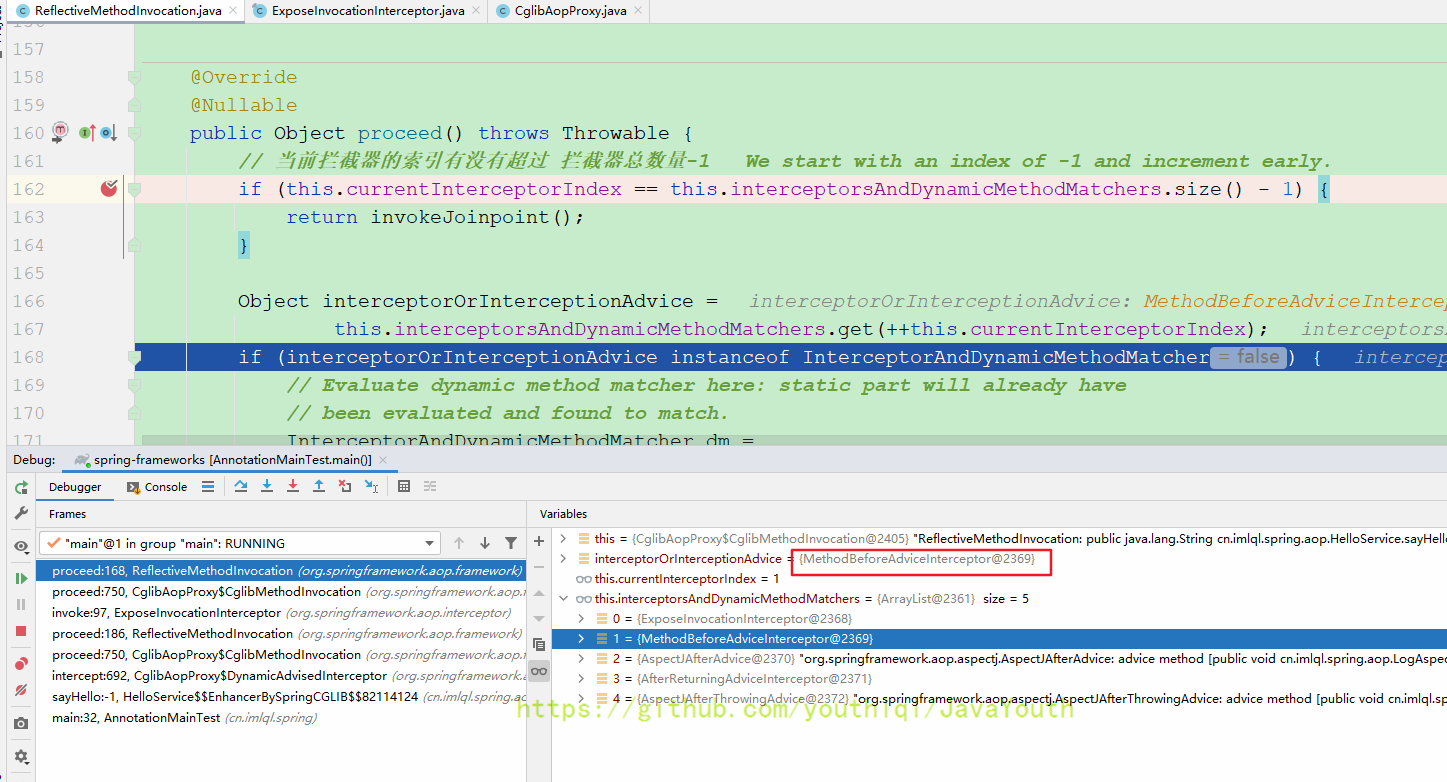 ReflectiveMethodInvocation.java
ExposeInvocationInterceptor.java
CglibAopProxy.java
157
158 @Override
159 @Nullable
160 public Object proceed() throws Throwable {
161 // 当前拦截器的索引有没有超过 拦截器总数量-1 We start with an index of -1 and increment early.
162 if (this.currentInterceptorIndex == this.interceptorsAndDynamicMethodMatchers.size() - 1) {
163 return invokeJoinpoint();
164 }
165
166 Object interceptorOrInterceptionAdvice = interceptorOrInterceptionAdvice: MethodBeforeAdviceIntercep
167 this.interceptorsAndDynamicMethodMatchers.get(++this.currentInterceptorIndex); interceptors
168 if (interceptorOrInterceptionAdvice instanceof InterceptorAndDynamicMethodMatcher = false ) { intercep
169 // Evaluate dynamic method matcher here: static part will already have
170 // been evaluated and found to match.
171 InterceptorAndDynamicMethodMatcher dm =
Debug: spring-frameworks [AnnotationMainTest.main()]
Debugger Console
Frames
Variables
"main"@1 in group "main": RUNNING
proceed:168, ReflectiveMethodInvocation (org.springframework.aop.framework)
proceed:750, CglibAopProxy$CglibMethodInvocation (org.springframework.aop.f
invoke:97, ExposeInvocationInterceptor (org.springframework.aop.interceptor)
proceed:186, ReflectiveMethodInvocation (org.springframework.aop.framework)
proceed:750, CglibAopProxy$CglibMethodInvocation (org.springframework.aop.f
intercept:692, CglibAopProxy$DynamicAdvisedInterceptor (org.springframework.a
sayHello:-1, HelloService$$EnhancerBySpringCGLIB$$82114124 (cn.imlql.spring.ao
main:32, AnnotationMainTest (cn.imlql.spring)
this = {CglibAopProxy$CglibMethodInvocation@2405} "ReflectiveMethodInvocation: public java.lang.String cn.imlql.spring.aop.HelloService.sayHello
interceptorOrInterceptionAdvice = {MethodBeforeAdviceInterceptor@2369}
this.currentInterceptorIndex = 1
this.interceptorsAndDynamicMethodMatchers = {ArrayList@2361} size = 5
0 = {ExposeInvocationInterceptor@2368}
1 = {MethodBeforeAdviceInterceptor@2369}
2 = {AspectJAfterAdvice@2370} "org.springframework.aop.aspectj.AspectJAfterAdvice: advice method [public void cn.imlql.spring.aop.LogAspec
3 = {AfterReturningAdviceInterceptor@2371}
4 = {AspectJAfterThrowingAdvice@2372} "org.springframework.aop.aspectj.AspectJAfterThrowingAdvice: advice method [public void cn.imlql.sp
https://github.com/youthlql/JavaYouth